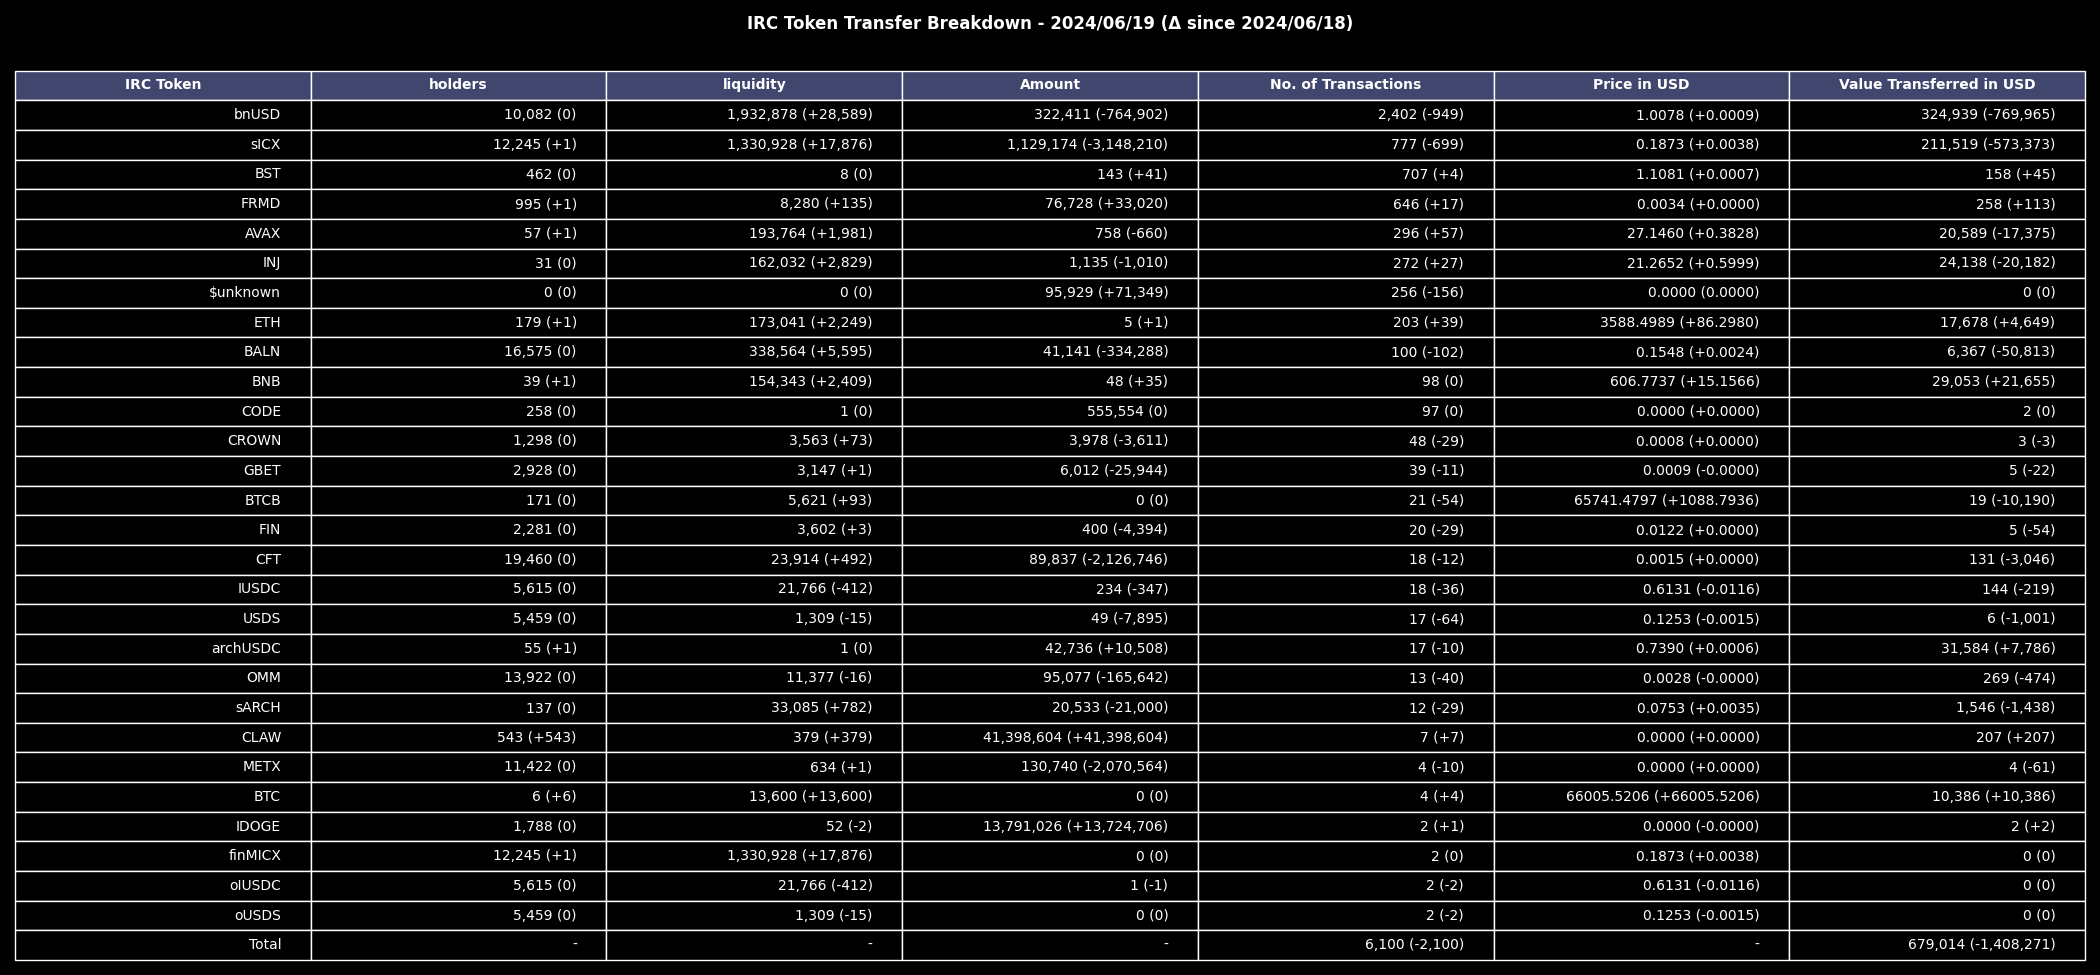 IRC Token Transfer Breakdown - 2024/06/19 (Δ since 2024/06/18)
IRC Token holders liquidity Amount No. of Transactions Price in USD Value Transferred in USD
bnUSD 10,082 (0) 1,932,878 (+28,589) 322,411 (-764,902) 2,402 (-949) 1.0078 (+0.0009) 324,939 (-769,965)
sICX 12,245 (+1) 1,330,928 (+17,876) 1,129,174 (-3,148,210) 777 (-699) 0.1873 (+0.0038) 211,519 (-573,373)
BST 462 (0) 8 (0) 143 (+41) 707 (+4) 1.1081 (+0.0007) 158 (+45)
FRMD 995 (+1) 8,280 (+135) 76,728 (+33,020) 646 (+17) 0.0034 (+0.0000) 258 (+113)
AVAX 57 (+1) 193,764 (+1,981) 758 (-660) 296 (+57) 27.1460 (+0.3828) 20,589 (-17,375)
INJ 31 (0) 162,032 (+2,829) 1,135 (-1,010) 272 (+27) 21.2652 (+0.5999) 24,138 (-20,182)
$unknown 0 (0) 0 (0) 95,929 (+71,349) 256 (-156) 0.0000 (0.0000) 0 (0)
ETH 179 (+1) 173,041 (+2,249) 5 (+1) 203 (+39) 3588.4989 (+86.2980) 17,678 (+4,649)
BALN 16,575 (0) 338,564 (+5,595) 41,141 (-334,288) 100 (-102) 0.1548 (+0.0024) 6,367 (-50,813)
BNB 39 (+1) 154,343 (+2,409) 48 (+35) 98 (0) 606.7737 (+15.1566) 29,053 (+21,655)
CODE 258 (0) 1 (0) 555,554 (0) 97 (0) 0.0000 (+0.0000) 2 (0)
CROWN 1,298 (0) 3,563 (+73) 3,978 (-3,611) 48 (-29) 0.0008 (+0.0000) 3 (-3)
GBET 2,928 (0) 3,147 (+1) 6,012 (-25,944) 39 (-11) 0.0009 (-0.0000) 5 (-22)
BTCB 171 (0) 5,621 (+93) 0 (0) 21 (-54) 65741.4797 (+1088.7936) 19 (-10,190)
FIN 2,281 (0) 3,602 (+3) 400 (-4,394) 20 (-29) 0.0122 (+0.0000) 5 (-54)
CFT 19,460 (0) 23,914 (+492) 89,837 (-2,126,746) 18 (-12) 0.0015 (+0.0000) 131 (-3,046)
IUSDC 5,615 (0) 21,766 (-412) 234 (-347) 18 (-36) 0.6131 (-0.0116) 144 (-219)
USDS 5,459 (0) 1,309 (-15) 49 (-7,895) 17 (-64) 0.1253 (-0.0015) 6 (-1,001)
archUSDC 55 (+1) 1 (0) 42,736 (+10,508) 17 (-10) 0.7390 (+0.0006) 31,584 (+7,786)
OMM 13,922 (0) 11,377 (-16) 95,077 (-165,642) 13 (-40) 0.0028 (-0.0000) 269 (-474)
sARCH 137 (0) 33,085 (+782) 20,533 (-21,000) 12 (-29) 0.0753 (+0.0035) 1,546 (-1,438)
CLAW 543 (+543) 379 (+379) 41,398,604 (+41,398,604) 7 (+7) 0.0000 (+0.0000) 207 (+207)
METX 11,422 (0) 634 (+1) 130,740 (-2,070,564) 4 (-10) 0.0000 (+0.0000) 4 (-61)
BTC 6 (+6) 13,600 (+13,600) 0 (0) 4 (+4) 66005.5206 (+66005.5206) 10,386 (+10,386)
IDOGE 1,788 (0) 52 (-2) 13,791,026 (+13,724,706) 2 (+1) 0.0000 (-0.0000) 2 (+2)
finMICX 12,245 (+1) 1,330,928 (+17,876) 0 (0) 2 (0) 0.1873 (+0.0038) 0 (0)
oIUSDC 5,615 (0) 21,766 (-412) 1 (-1) 2 (-2) 0.6131 (-0.0116) 0 (0)
oUSDS 5,459 (0) 1,309 (-15) 0 (0) 2 (-2) 0.1253 (-0.0015) 0 (0)
Total - - - 6,100 (-2,100) - 679,014 (-1,408,271)